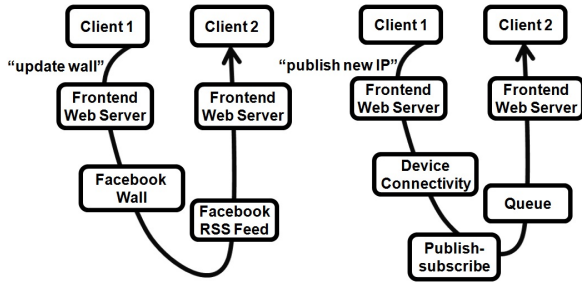 Client 1
Client 2
“update wall”
Frontend
Web Server
Frontend
Web Server
Facebook
Wall
Facebook
RSS Feed
Client 1
Client 2
“publish new IP”
Frontend
Web Server
Frontend
Web Server
Device
Connectivity
Queue
Publish-
subscribe